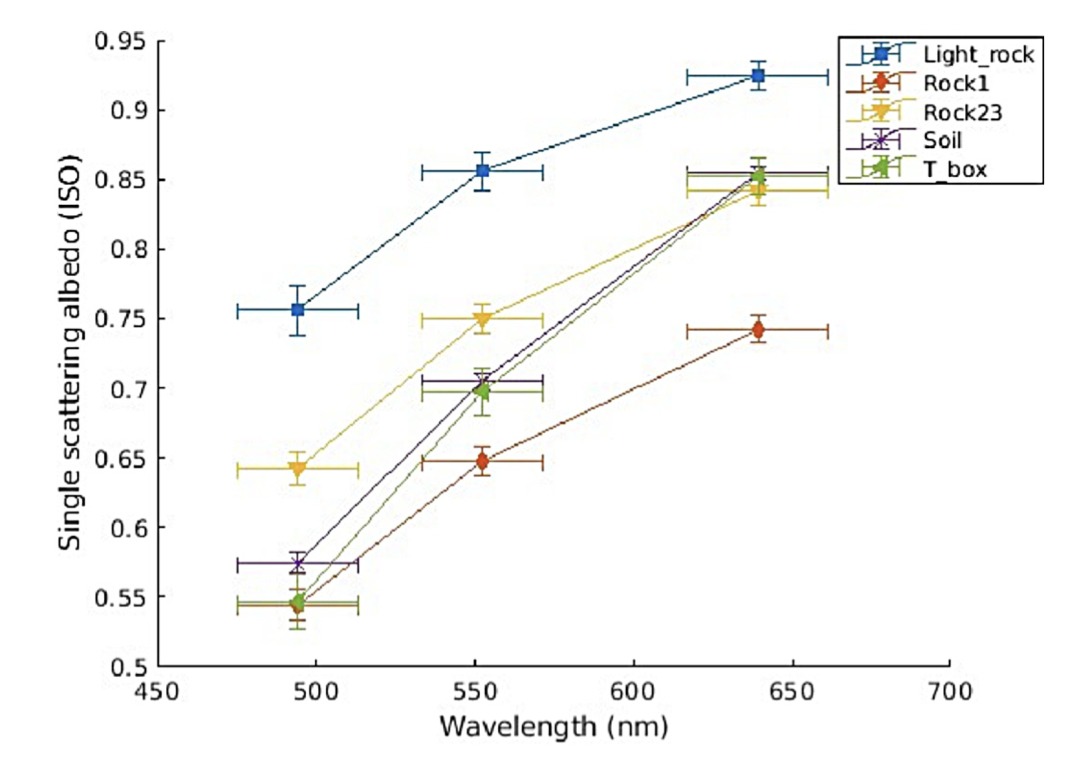 0.95
0.9
0.85
0.8
0.75
0.7
0.65
0.6
0.55
0.5
450 500 550 600 650 700
Wavelength (nm)
Single scattering albedo (ISO)
Light_rock
Rock1
Rock23
Soil
T_box